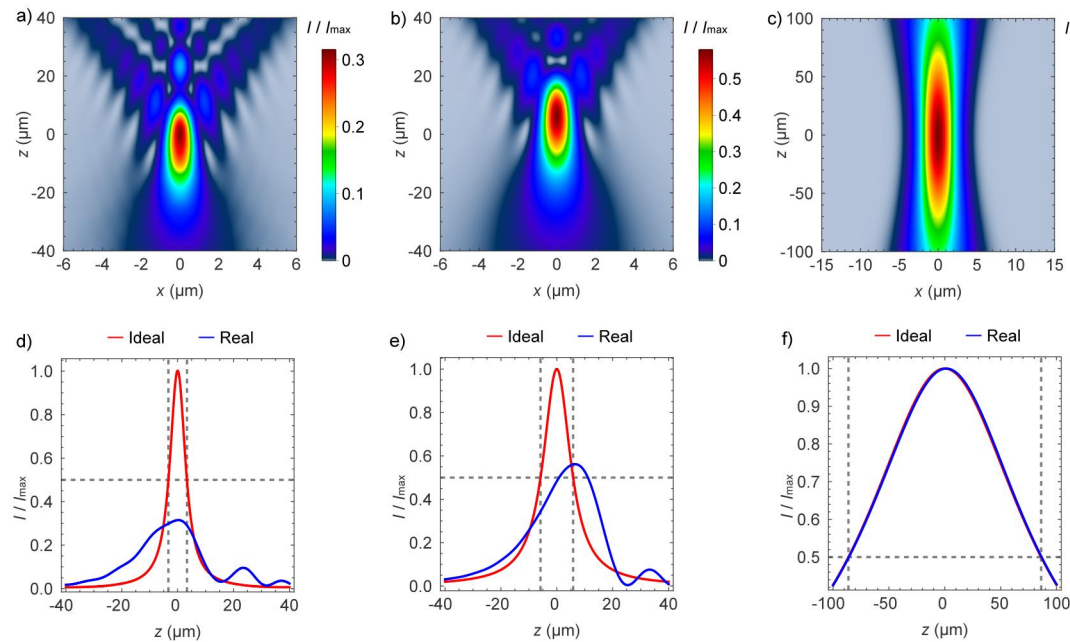 a)
I / Imax
40
20
0
-20
-40
z (µm)
-6 -4 -2 0 2 4 6
x (µm)
0.3
0.2
0.1
0
b)
I / Imax
40
20
0
-20
-40
z (µm)
-6 -4 -2 0 2 4 6
x (µm)
0.5
0.4
0.3
0.2
0.1
0
c)
I
100
50
0
-50
-100
z (µm)
-15 -10 -5 0 5 10 15
x (µm)
d)
Ideal Real
1.0
0.8
0.6
0.4
0.2
0.0
I / Imax
-40 -20 0 20 40
z (µm)
e)
Ideal Real
1.0
0.8
0.6
0.4
0.2
0.0
I / Imax
-40 -20 0 20 40
z (µm)
f)
Ideal Real
1.0
0.9
0.8
0.7
0.6
0.5
I / Imax
-100 -50 0 50 100
z (µm)